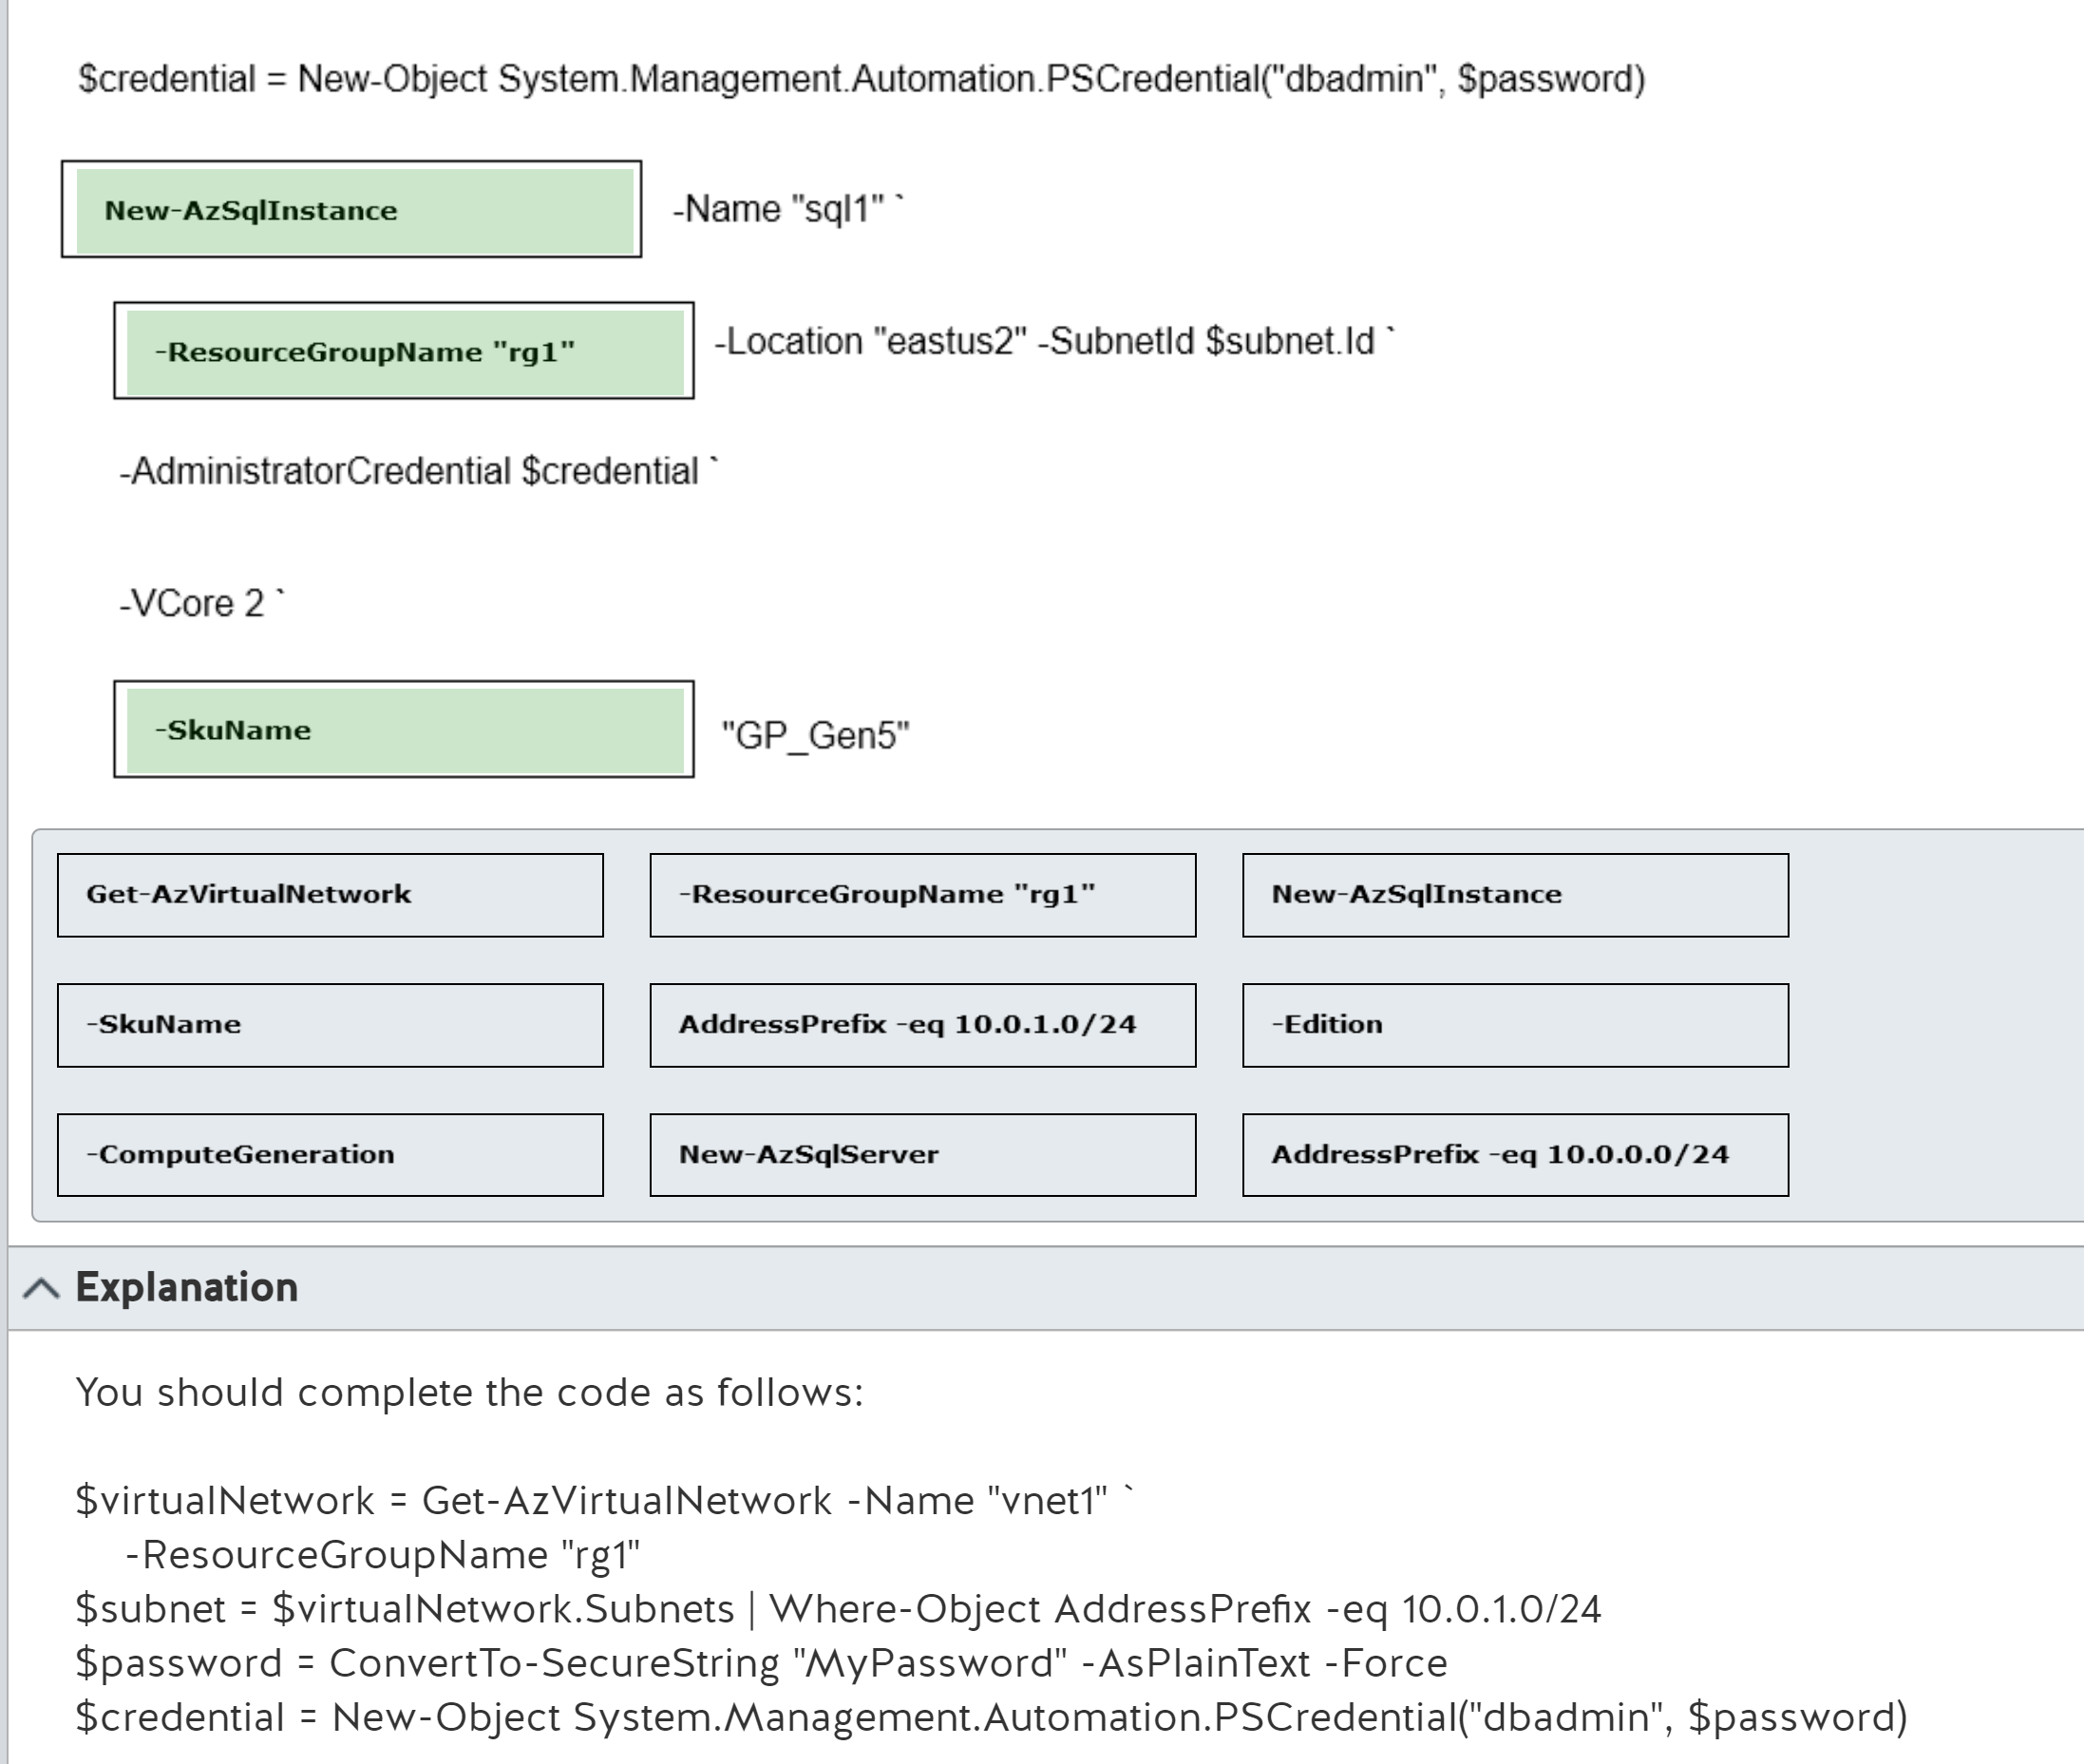 $credential = New-Object System.Management.Automation.PSCredential("dbadmin", $password)
New-AzSqlInstance -Name "sql1" `
-ResourceGroupName "rg1" -Location "eastus2" -SubnetId $subnet.Id `
-AdministratorCredential $credential `
-VCore 2 `
-SkuName "GP_Gen5"
Get-AzVirtualNetwork -ResourceGroupName "rg1" New-AzSqlInstance
-SkuName AddressPrefix -eq 10.0.1.0/24 -Edition
-ComputeGeneration New-AzSqlServer AddressPrefix -eq 10.0.0.0/24
Explanation
You should complete the code as follows:
$virtualNetwork = Get-AzVirtualNetwork -Name "vnet1" `
-ResourceGroupName "rg1"
$subnet = $virtualNetwork.Subnets | Where-Object AddressPrefix -eq 10.0.1.0/24
$password = ConvertTo-SecureString "MyPassword" -AsPlainText -Force
$credential = New-Object System.Management.Automation.PSCredential("dbadmin", $password)